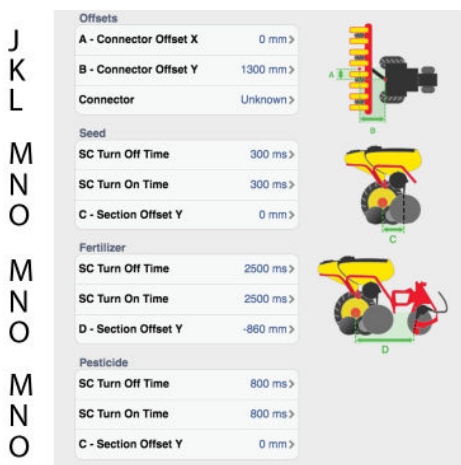 Offsets
J A - Connector Offset X 0 mm> A
K B - Connector Offset Y 1300 mm>
L Connector Unknown> B
Seed
M SC Turn Off Time 300 ms>
N SC Turn On Time 300 ms>
O C - Section Offset Y 0 mm> C
Fertilizer
M SC Turn Off Time 2500 ms>
N SC Turn On Time 2500 ms>
O D - Section Offset Y -860 mm> D
Pesticide
M SC Turn Off Time 800 ms>
N SC Turn On Time 800 ms>
O C - Section Offset Y 0 mm>